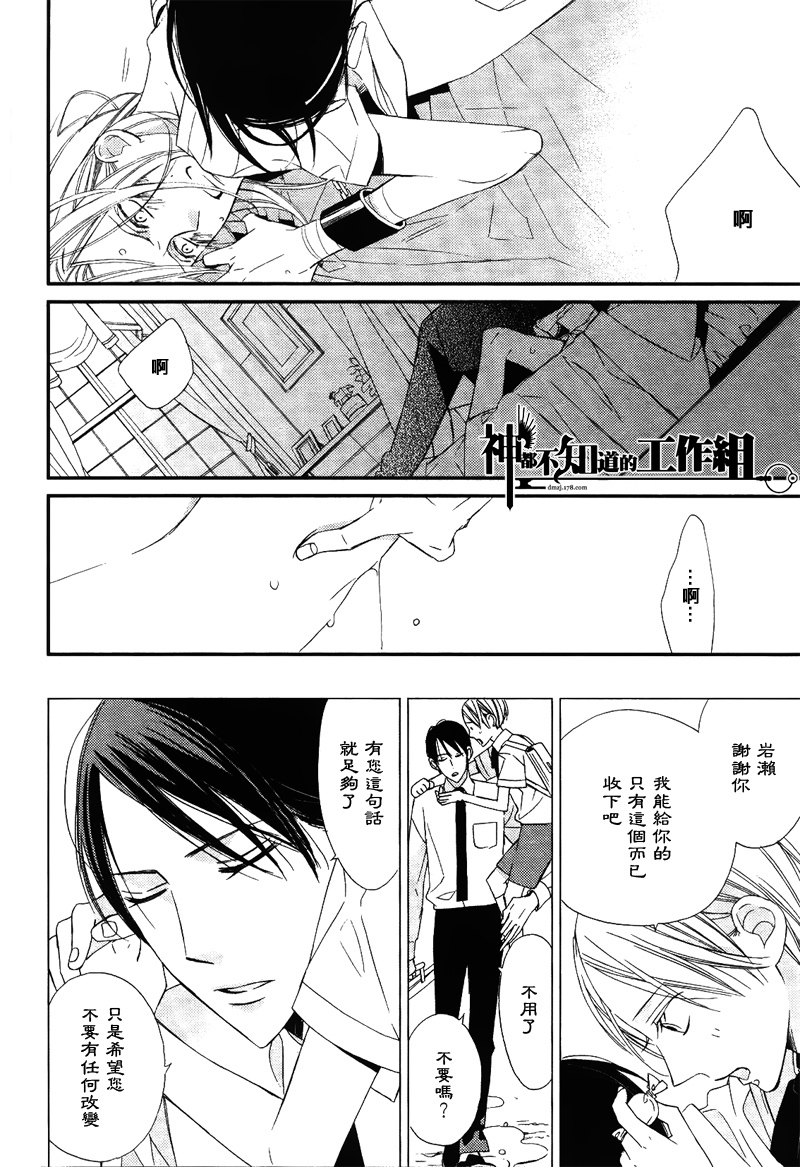 啊
啊
神都不知道的工作組
dmzj.178.com
…啊…
岩瀨
謝謝你
我能給你的
只有這個而已
收下吧
不用了
不要嗎？
有您這句話
就足夠了
只是希望您
不要有任何改變